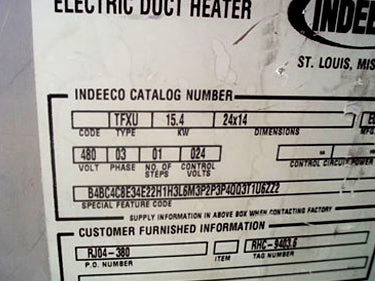 ELECTRIC DUCT HEATER
INDEE
ST. LOUIS, MIS
INDEECO CATALOG NUMBER
TFXU 15.4 24x14
CODE TYPE KW DIMENSIONS MFG
480 03 01 024
VOLT PHASE NO. OF STEPS CONTROL VOLTS CONTROL CIRCUIT POWER
B4BC4C8E34E22H1H3L6M3P2P3P4Q03T1U6ZZ2
SPECIAL FEATURE CODE
SUPPLY INFORMATION IN ABOVE BOX WHEN CONTACTING FACTORY
CUSTOMER FURNISHED INFORMATION
RJ04-380 RHC-9403.6
P.O. NUMBER ITEM TAG NUMBER